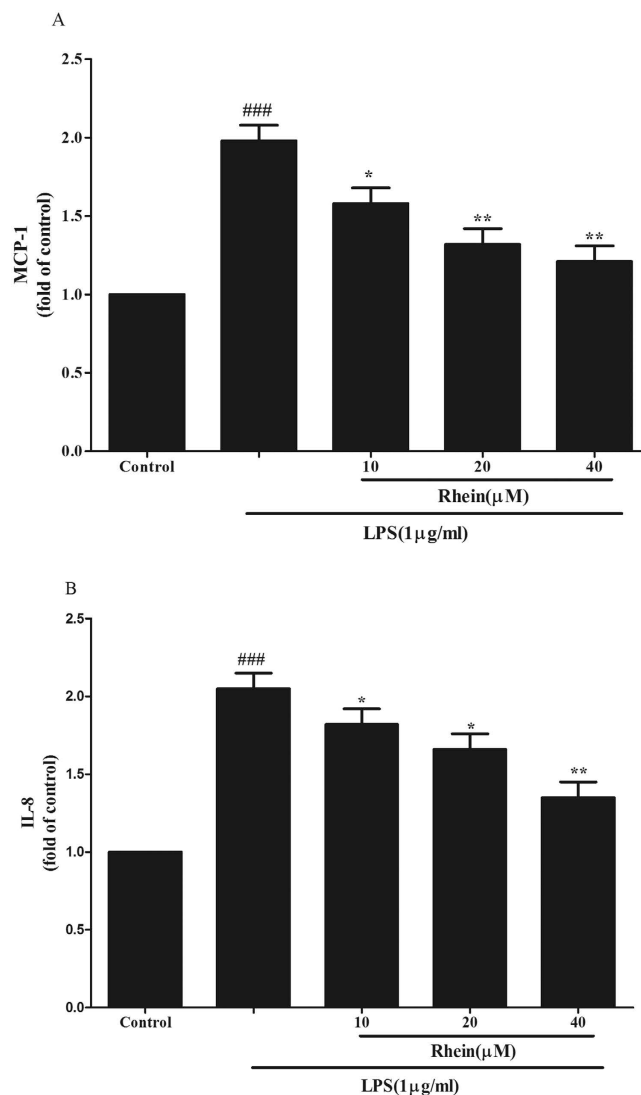 A
2.5
###
2.0
*
**
**
1.5
MCP-1
(fold of control)
1.0
0.5
0.0
Control
10
20
40
Rhein(μM)
LPS(1μg/ml)
B
2.5
###
2.0
*
*
**
1.5
IL-8
(fold of control)
1.0
0.5
0.0
Control
10
20
40
Rhein(μM)
LPS(1μg/ml)